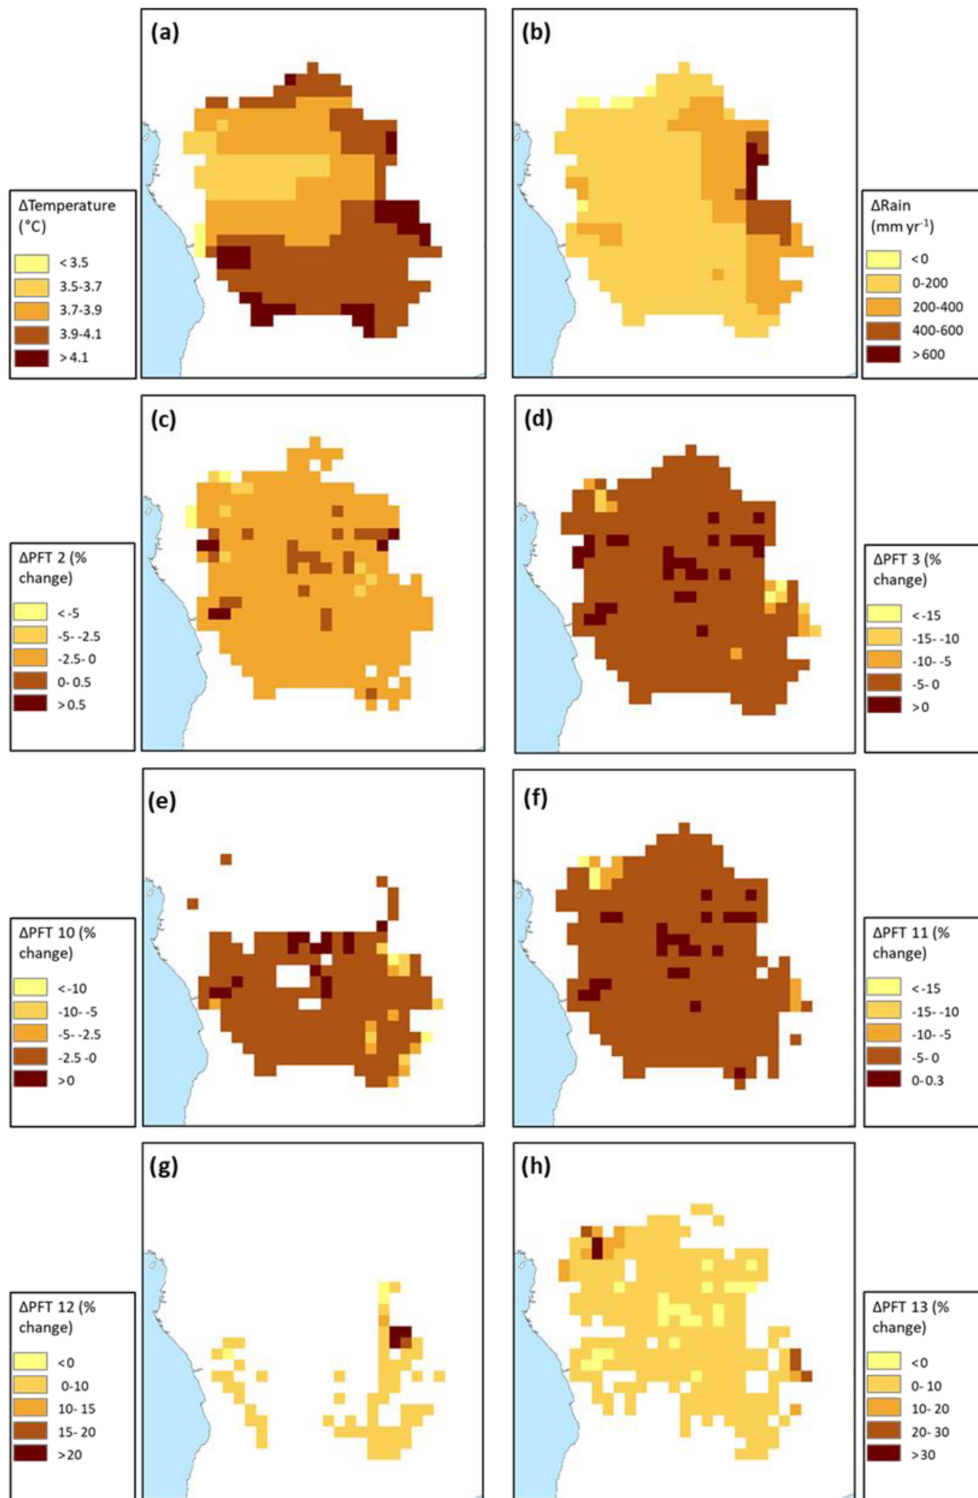 (a)
(b)
ΔTemperature
(°C)
< 3.5
3.5-3.7
3.7-3.9
3.9-4.1
> 4.1
ΔRain
(mm yr-1)
< 0
0-200
200-400
400-600
> 600
(c)
(d)
ΔPFT 2 (%
change)
< -5
-5- -2.5
-2.5- 0
0- 0.5
> 0.5
ΔPFT 3 (%
change)
< -15
-15- -10
-10- -5
-5- 0
> 0
(e)
(f)
ΔPFT 10 (%
change)
< -10
-10- -5
-5- -2.5
-2.5 -0
>0
ΔPFT 11 (%
change)
< -15
-15- -10
-10- -5
-5- 0
0- 0.3
(g)
(h)
ΔPFT 12 (%
change)
<0
0-10
10- 15
15- 20
>20
ΔPFT 13 (%
change)
< 0
0- 10
10- 20
20- 30
> 30